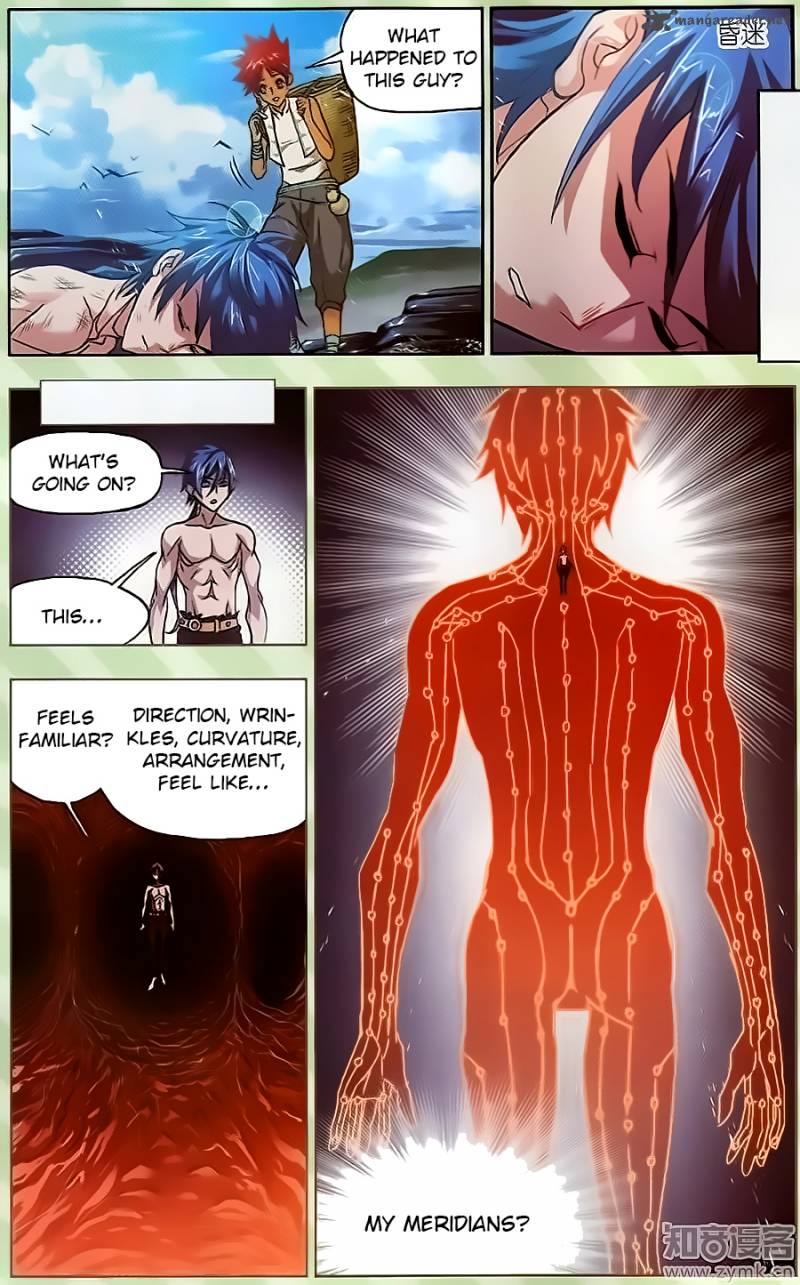 WHAT
HAPPENED TO
THIS GUY?
www.mangareader.net
昏迷
WHAT'S
GOING ON?
THIS...
FEELS
FAMILIAR?
DIRECTION, WRIN-
KLES, CURVATURE,
ARRANGEMENT,
FEEL LIKE...
MY MERIDIANS?
知音漫客
www.zymk.cn